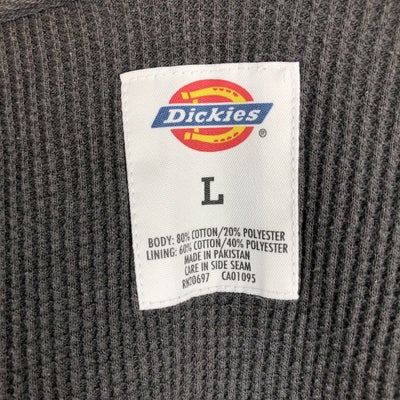 Dickies
®
L
BODY: 80% COTTON/20% POLYESTER
LINING: 60% COTTON/40% POLYESTER
MADE IN PAKISTAN
CARE IN SIDE SEAM
RN20697 CA01095